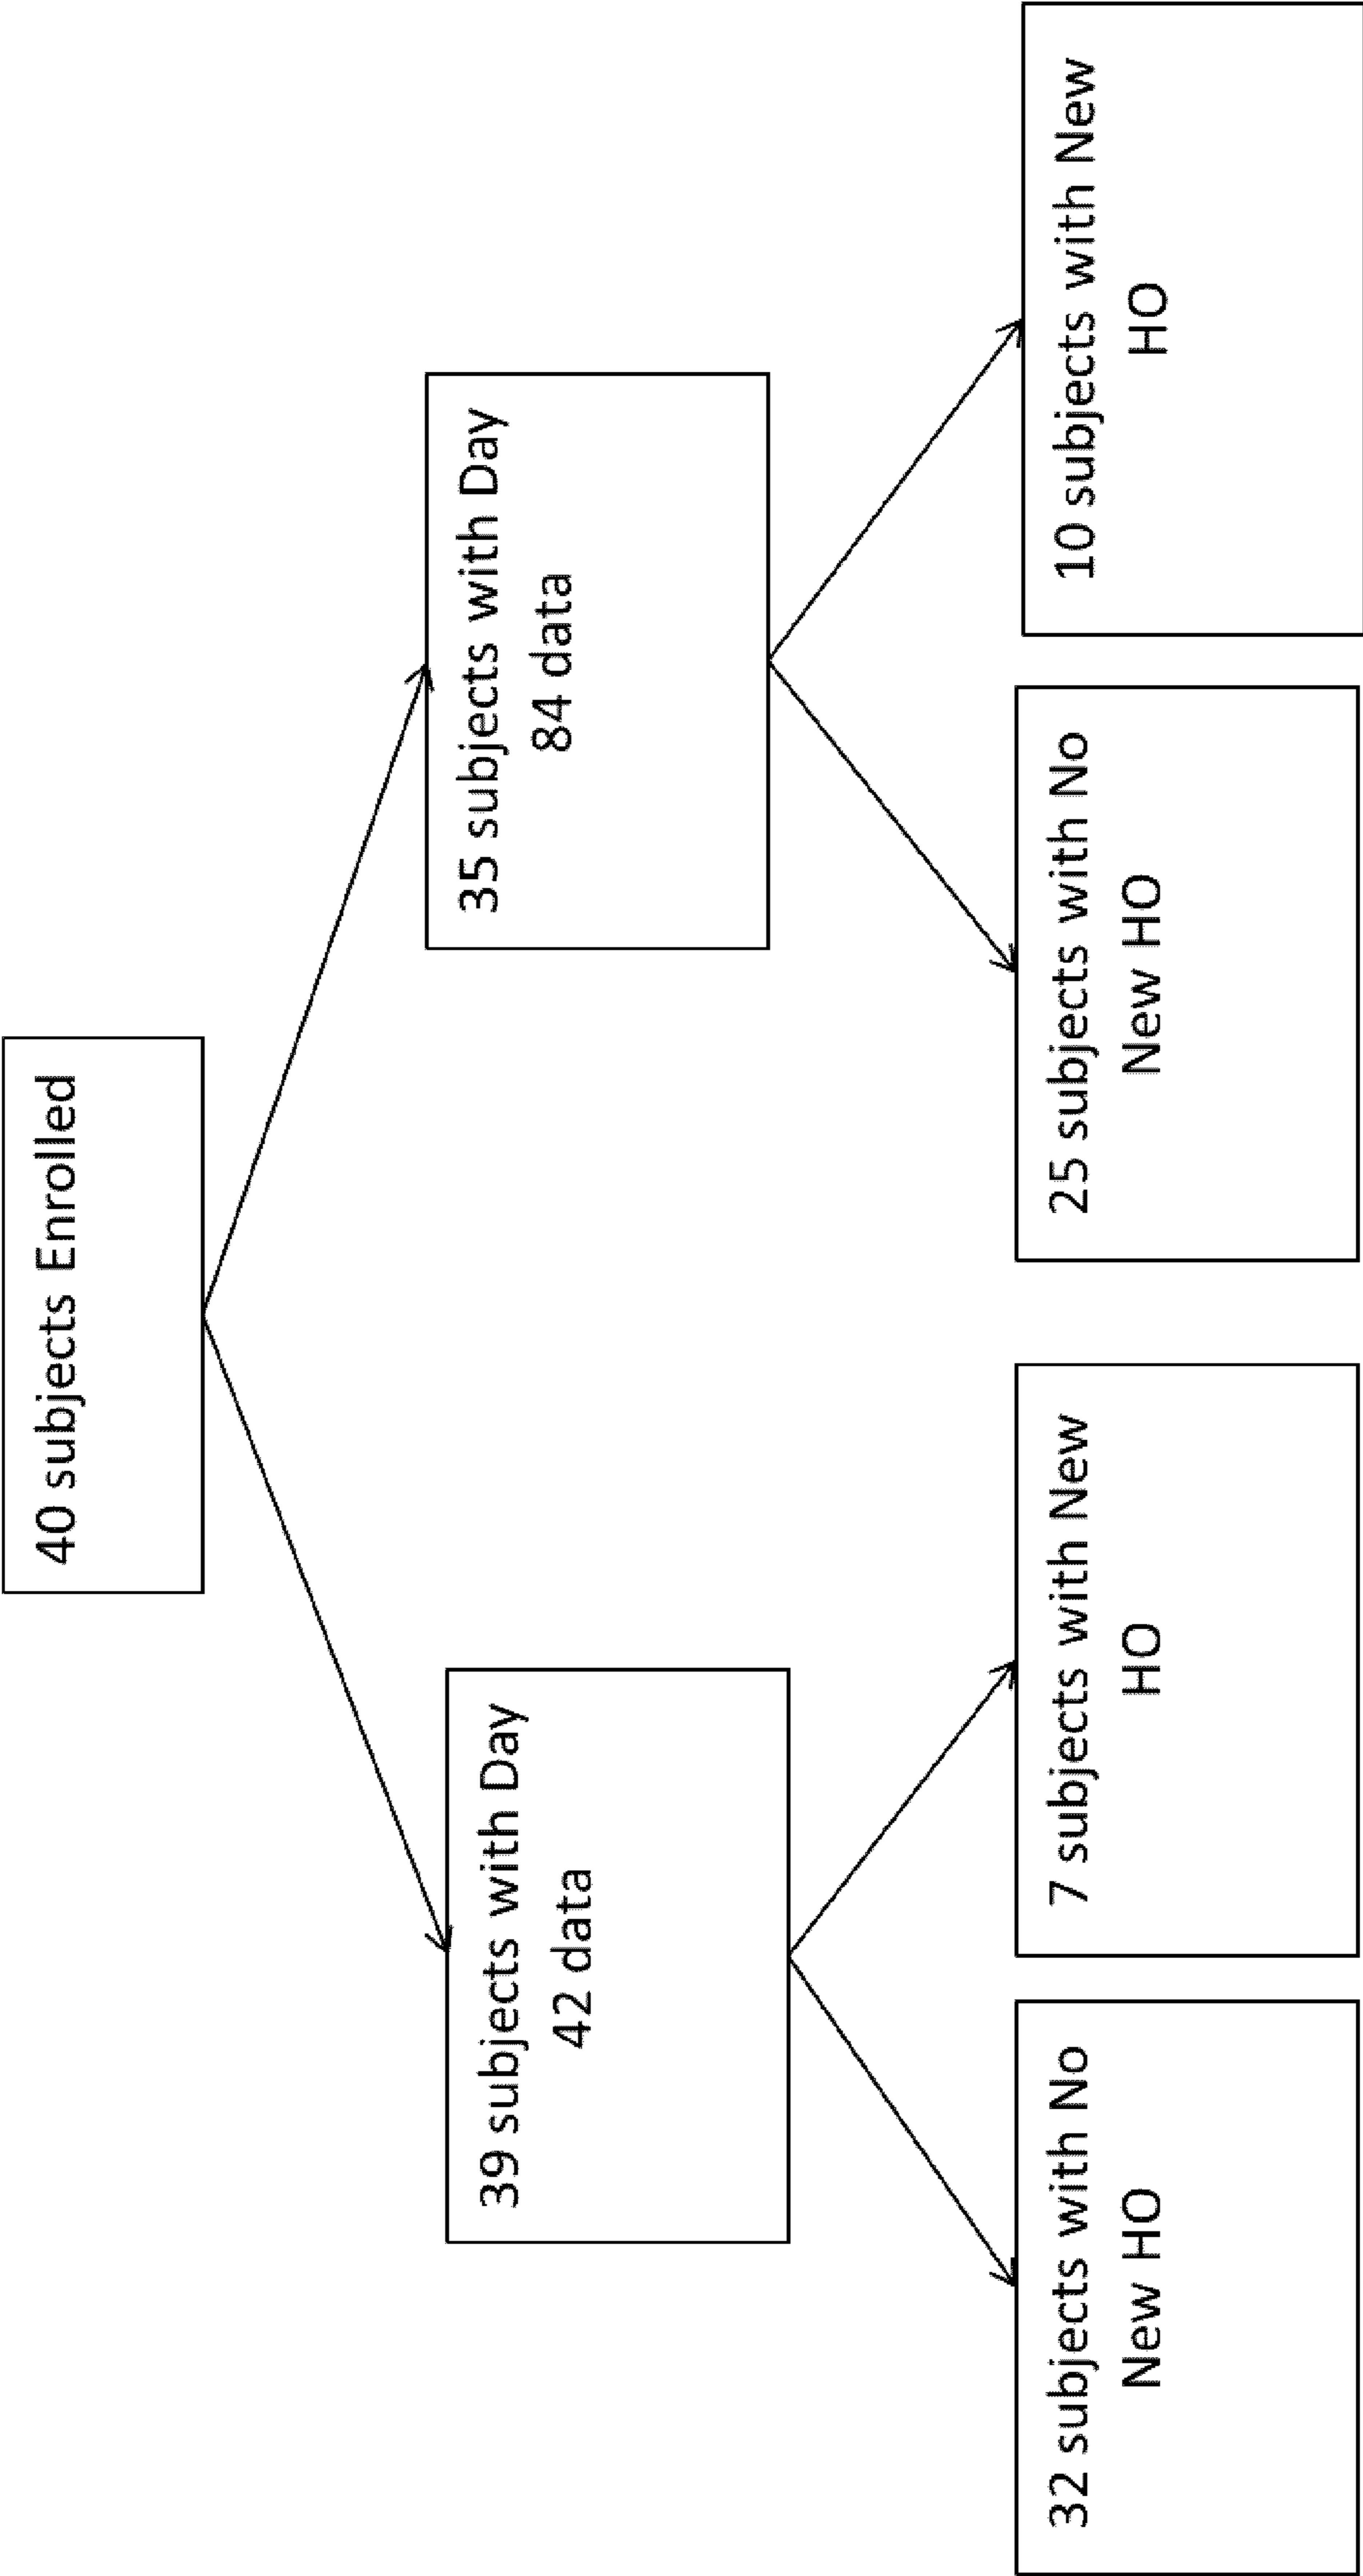 40 subjects Enrolled
39 subjects with Day
42 data
35 subjects with Day
84 data
32 subjects with No
New HO
7 subjects with New
HO
25 subjects with No
New HO
10 subjects with New
HO